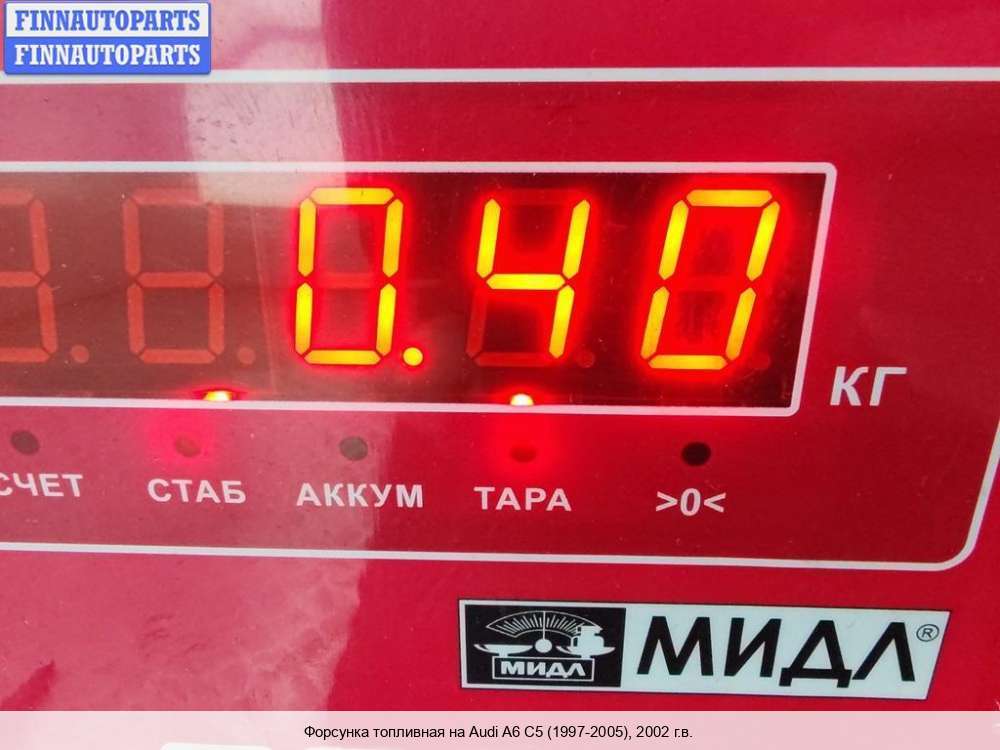 FINNAUTOPARTS
FINNAUTOPARTS
0.40
КГ
СЧЕТ СТАБ АККУМ ТАРА >0<
МИДЛ МИДЛ®
Форсунка топливная на Audi A6 C5 (1997-2005), 2002 г.в.